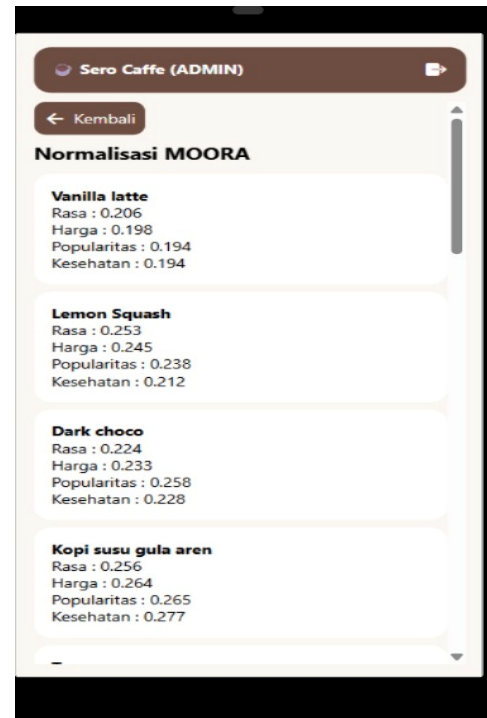 Sero Caffe (ADMIN)
← Kembali
Normalisasi MOORA
Vanilla latte
Rasa : 0.206
Harga : 0.198
Popularitas : 0.194
Kesehatan : 0.194
Lemon Squash
Rasa : 0.253
Harga : 0.245
Popularitas : 0.238
Kesehatan : 0.212
Dark choco
Rasa : 0.224
Harga : 0.233
Popularitas : 0.258
Kesehatan : 0.228
Kopi susu gula aren
Rasa : 0.256
Harga : 0.264
Popularitas : 0.265
Kesehatan : 0.277